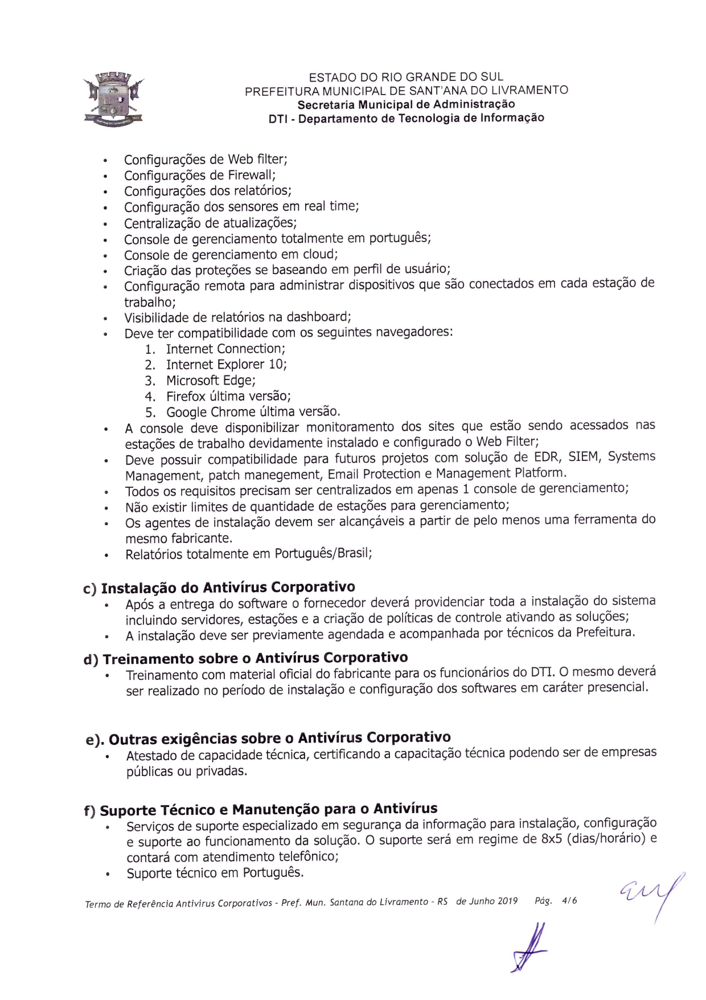 ESTADO DO RIO GRANDE DO SUL
PREFEITURA MUNICIPAL DE SANT'ANA DO LIVRAMENTO
Secretaria Municipal de Administração
DTI - Departamento de Tecnologia de Informação
• Configurações de Web filter;
• Configurações de Firewall;
• Configurações dos relatórios;
• Configuração dos sensores em real time;
• Centralização de atualizações;
• Console de gerenciamento totalmente em português;
• Console de gerenciamento em cloud;
• Criação das proteções se baseando em perfil de usuário;
• Configuração remota para administrar dispositivos que são conectados em cada estação de
trabalho;
• Visibilidade de relatórios na dashboard;
• Deve ter compatibilidade com os seguintes navegadores:
1. Internet Connection;
2. Internet Explorer 10;
3. Microsoft Edge;
4. Firefox última versão;
5. Google Chrome última versão.
• A console deve disponibilizar monitoramento dos sites que estão sendo acessados nas
estações de trabalho devidamente instalado e configurado o Web Filter;
• Deve possuir compatibilidade para futuros projetos com solução de EDR, SIEM, Systems
Management, patch manegement, Email Protection e Management Platform.
• Todos os requisitos precisam ser centralizados em apenas 1 console de gerenciamento;
• Não existir limites de quantidade de estações para gerenciamento;
• Os agentes de instalação devem ser alcançáveis a partir de pelo menos uma ferramenta do
mesmo fabricante.
• Relatórios totalmente em Português/Brasil;
c) Instalação do Antivírus Corporativo
• Após a entrega do software o fornecedor deverá providenciar toda a instalação do sistema
incluindo servidores, estações e a criação de políticas de controle ativando as soluções;
• A instalação deve ser previamente agendada e acompanhada por técnicos da Prefeitura.
d) Treinamento sobre o Antivírus Corporativo
• Treinamento com material oficial do fabricante para os funcionários do DTI. O mesmo deverá
ser realizado no período de instalação e configuração dos softwares em caráter presencial.
e). Outras exigências sobre o Antivírus Corporativo
• Atestado de capacidade técnica, certificando a capacitação técnica podendo ser de empresas
públicas ou privadas.
f) Suporte Técnico e Manutenção para o Antivírus
• Serviços de suporte especializado em segurança da informação para instalação, configuração
e suporte ao funcionamento da solução. O suporte será em regime de 8x5 (dias/horário) e
contará com atendimento telefônico;
• Suporte técnico em Português.
Termo de Referência Antivírus Corporativos - Pref. Mun. Santana do Livramento - RS de Junho 2019 Pág. 4/6